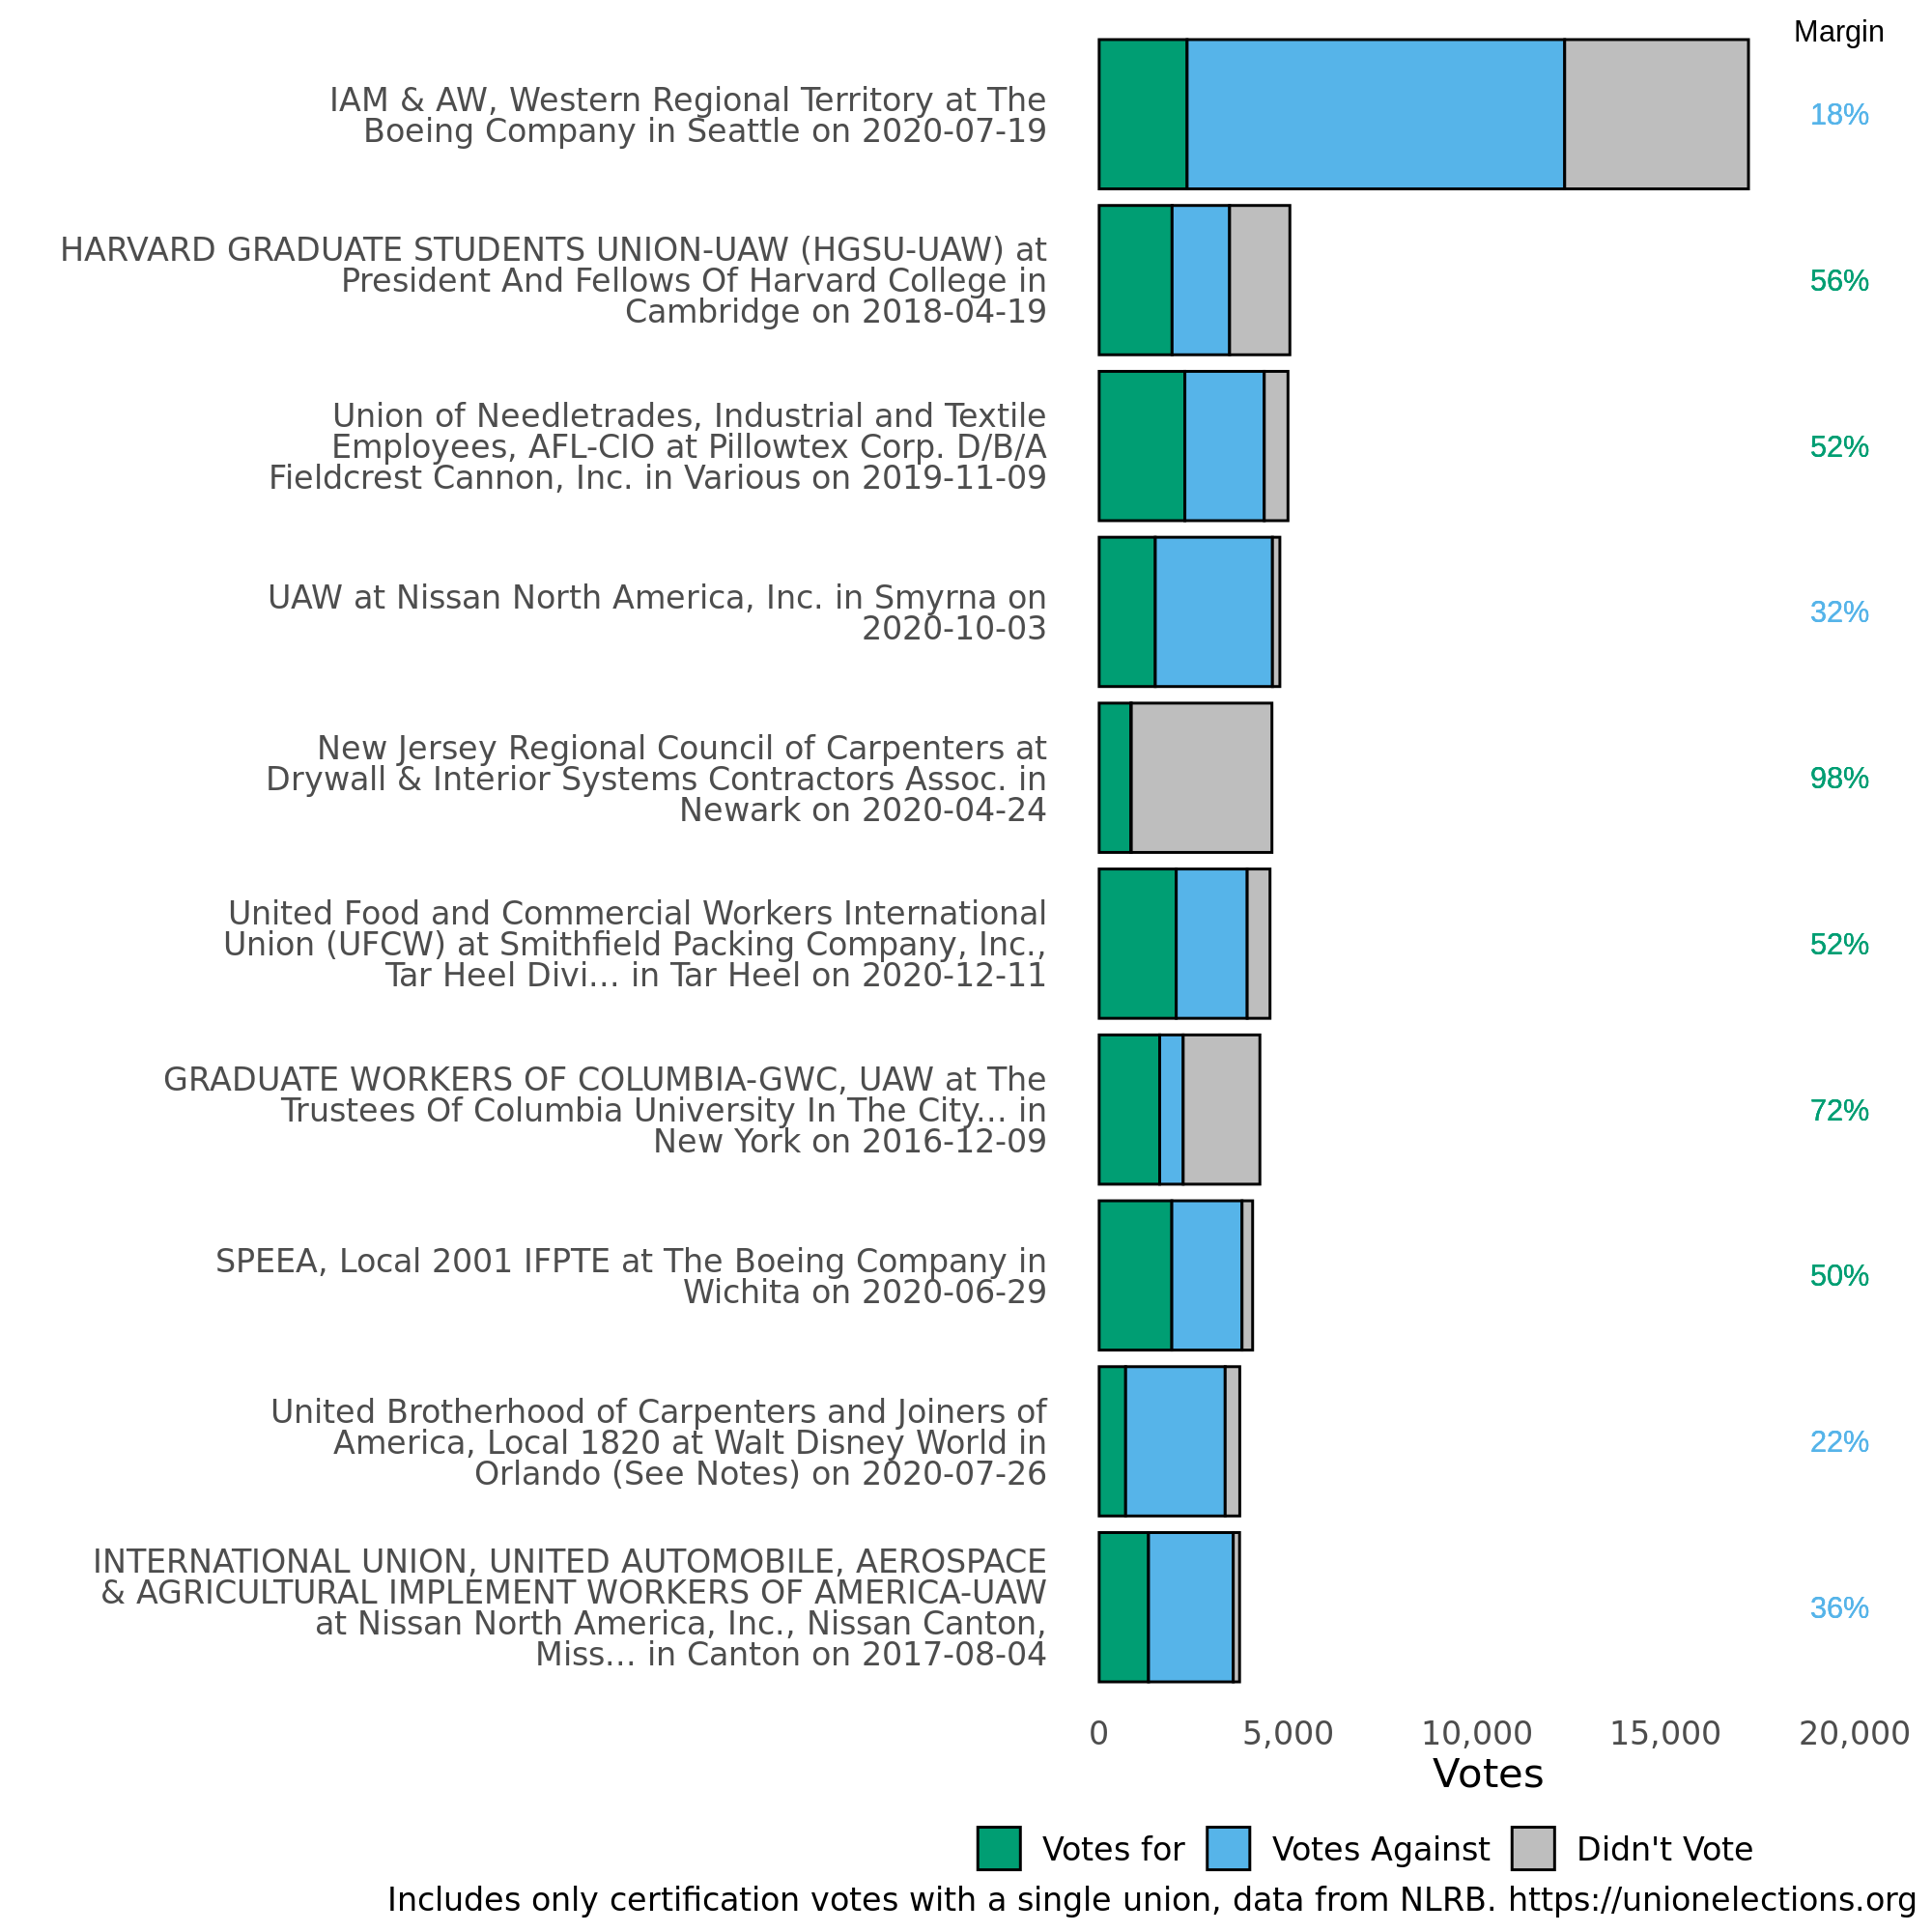 Margin
IAM & AW, Western Regional Territory at The
Boeing Company in Seattle on 2020-07-19
18%
HARVARD GRADUATE STUDENTS UNION-UAW (HGSU-UAW) at
President And Fellows Of Harvard College in
Cambridge on 2018-04-19
56%
Union of Needletrades, Industrial and Textile
Employees, AFL-CIO at Pillowtex Corp. D/B/A
Fieldcrest Cannon, Inc. in Various on 2019-11-09
52%
UAW at Nissan North America, Inc. in Smyrna on
2020-10-03
32%
New Jersey Regional Council of Carpenters at
Drywall & Interior Systems Contractors Assoc. in
Newark on 2020-04-24
98%
United Food and Commercial Workers International
Union (UFCW) at Smithfield Packing Company, Inc.,
Tar Heel Divi... in Tar Heel on 2020-12-11
52%
GRADUATE WORKERS OF COLUMBIA-GWC, UAW at The
Trustees Of Columbia University In The City... in
New York on 2016-12-09
72%
SPEEA, Local 2001 IFPTE at The Boeing Company in
Wichita on 2020-06-29
50%
United Brotherhood of Carpenters and Joiners of
America, Local 1820 at Walt Disney World in
Orlando (See Notes) on 2020-07-26
22%
INTERNATIONAL UNION, UNITED AUTOMOBILE, AEROSPACE
& AGRICULTURAL IMPLEMENT WORKERS OF AMERICA-UAW
at Nissan North America, Inc., Nissan Canton,
Miss... in Canton on 2017-08-04
36%
0 5,000 10,000 15,000 20,000
Votes
Votes for Votes Against Didn't Vote
Includes only certification votes with a single union, data from NLRB. https://unionelections.org